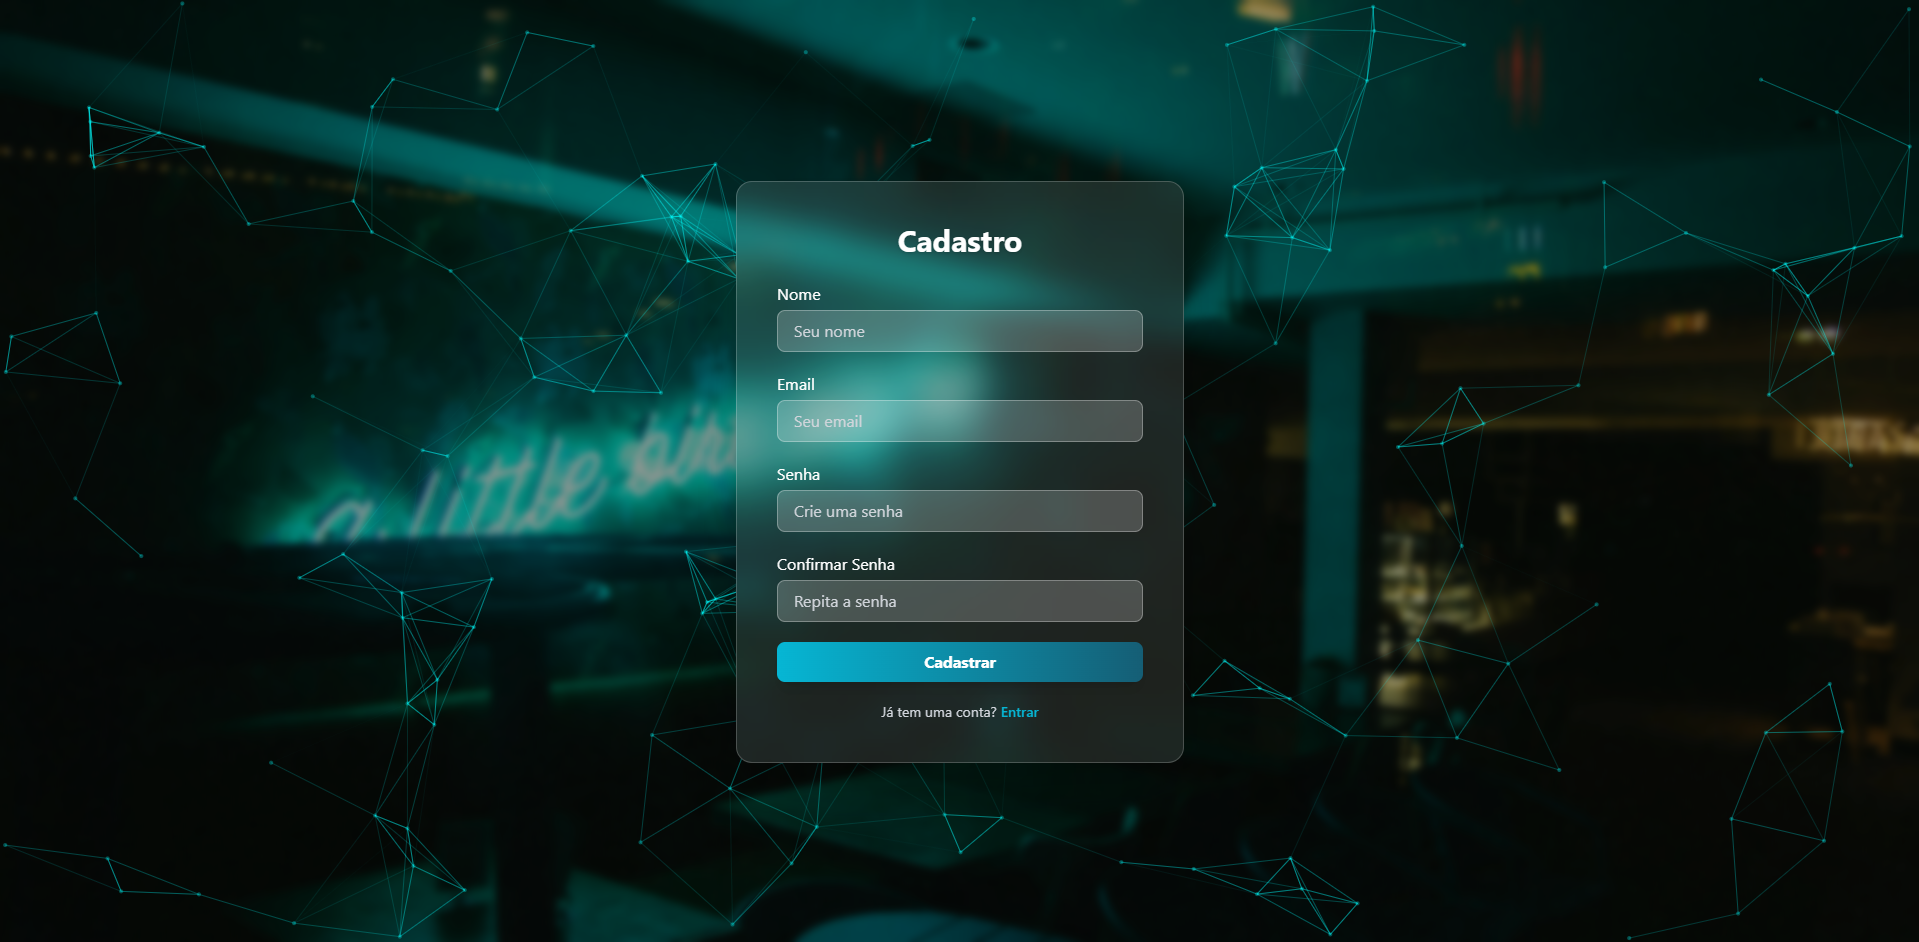 Cadastro
Nome
Seu nome
Email
Seu email
Senha
Crie uma senha
Confirmar Senha
Repita a senha
Cadastrar
Já tem uma conta? Entrar
a little